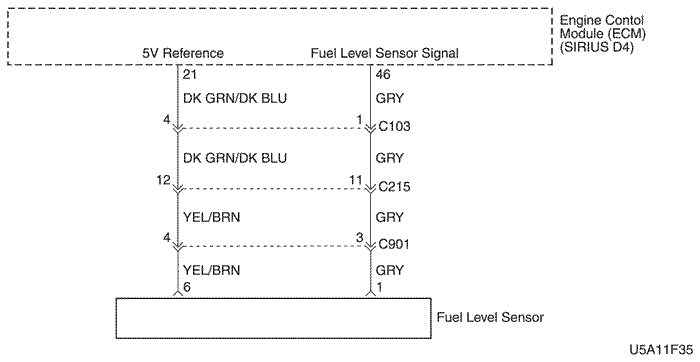 Engine Contol
Module (ECM)
(SIRIUS D4)
5V Reference
Fuel Level Sensor Signal
21
46
DK GRN/DK BLU
GRY
4
1
C103
DK GRN/DK BLU
GRY
12
11
C215
YEL/BRN
GRY
4
3
C901
YEL/BRN
GRY
6
1
Fuel Level Sensor
U5A11F35